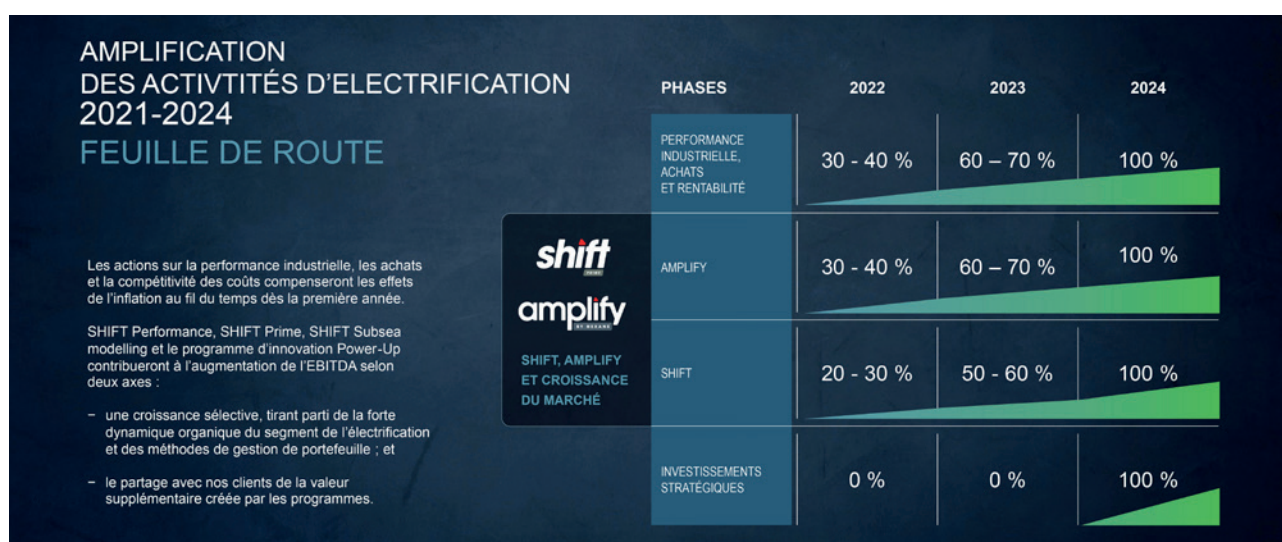 AMPLIFICATION
DES ACTIVTITÉS D'ELECTRIFICATION
2021-2024
FEUILLE DE ROUTE
Les actions sur la performance industrielle, les achats
et la compétitivité des coûts compenseront les effets
de l'inflation au fil du temps dès la première année.
SHIFT Performance, SHIFT Prime, SHIFT Subsea
modelling et le programme d'innovation Power-Up
contribueront à l'augmentation de l'EBITDA selon
deux axes :
− une croissance sélective, tirant parti de la forte
dynamique organique du segment de l'électrification
et des méthodes de gestion de portefeuille ; et
− le partage avec nos clients de la valeur
supplémentaire créée par les programmes.
shift
PRIME
amplify
BY NEXANS
SHIFT, AMPLIFY
ET CROISSANCE
DU MARCHÉ
PHASES 2022 2023 2024
PERFORMANCE
INDUSTRIELLE,
ACHATS
ET RENTABILITÉ
30 - 40 % 60 – 70 % 100 %
AMPLIFY 30 - 40 % 60 – 70 % 100 %
SHIFT 20 - 30 % 50 - 60 % 100 %
INVESTISSEMENTS
STRATÉGIQUES
0 % 0 % 100 %